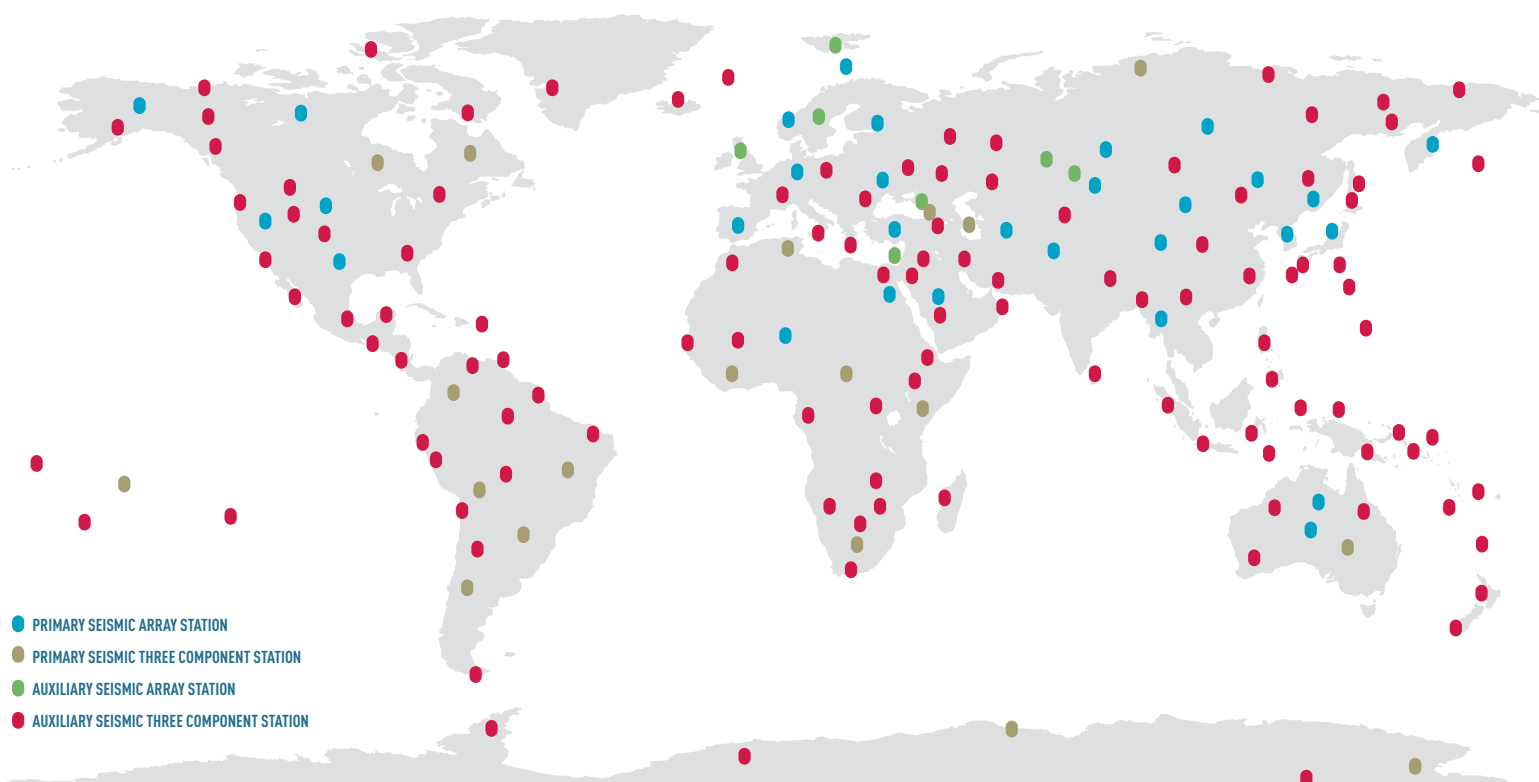 PRIMARY SEISMIC ARRAY STATION
PRIMARY SEISMIC THREE COMPONENT STATION
AUXILIARY SEISMIC ARRAY STATION
AUXILIARY SEISMIC THREE COMPONENT STATION